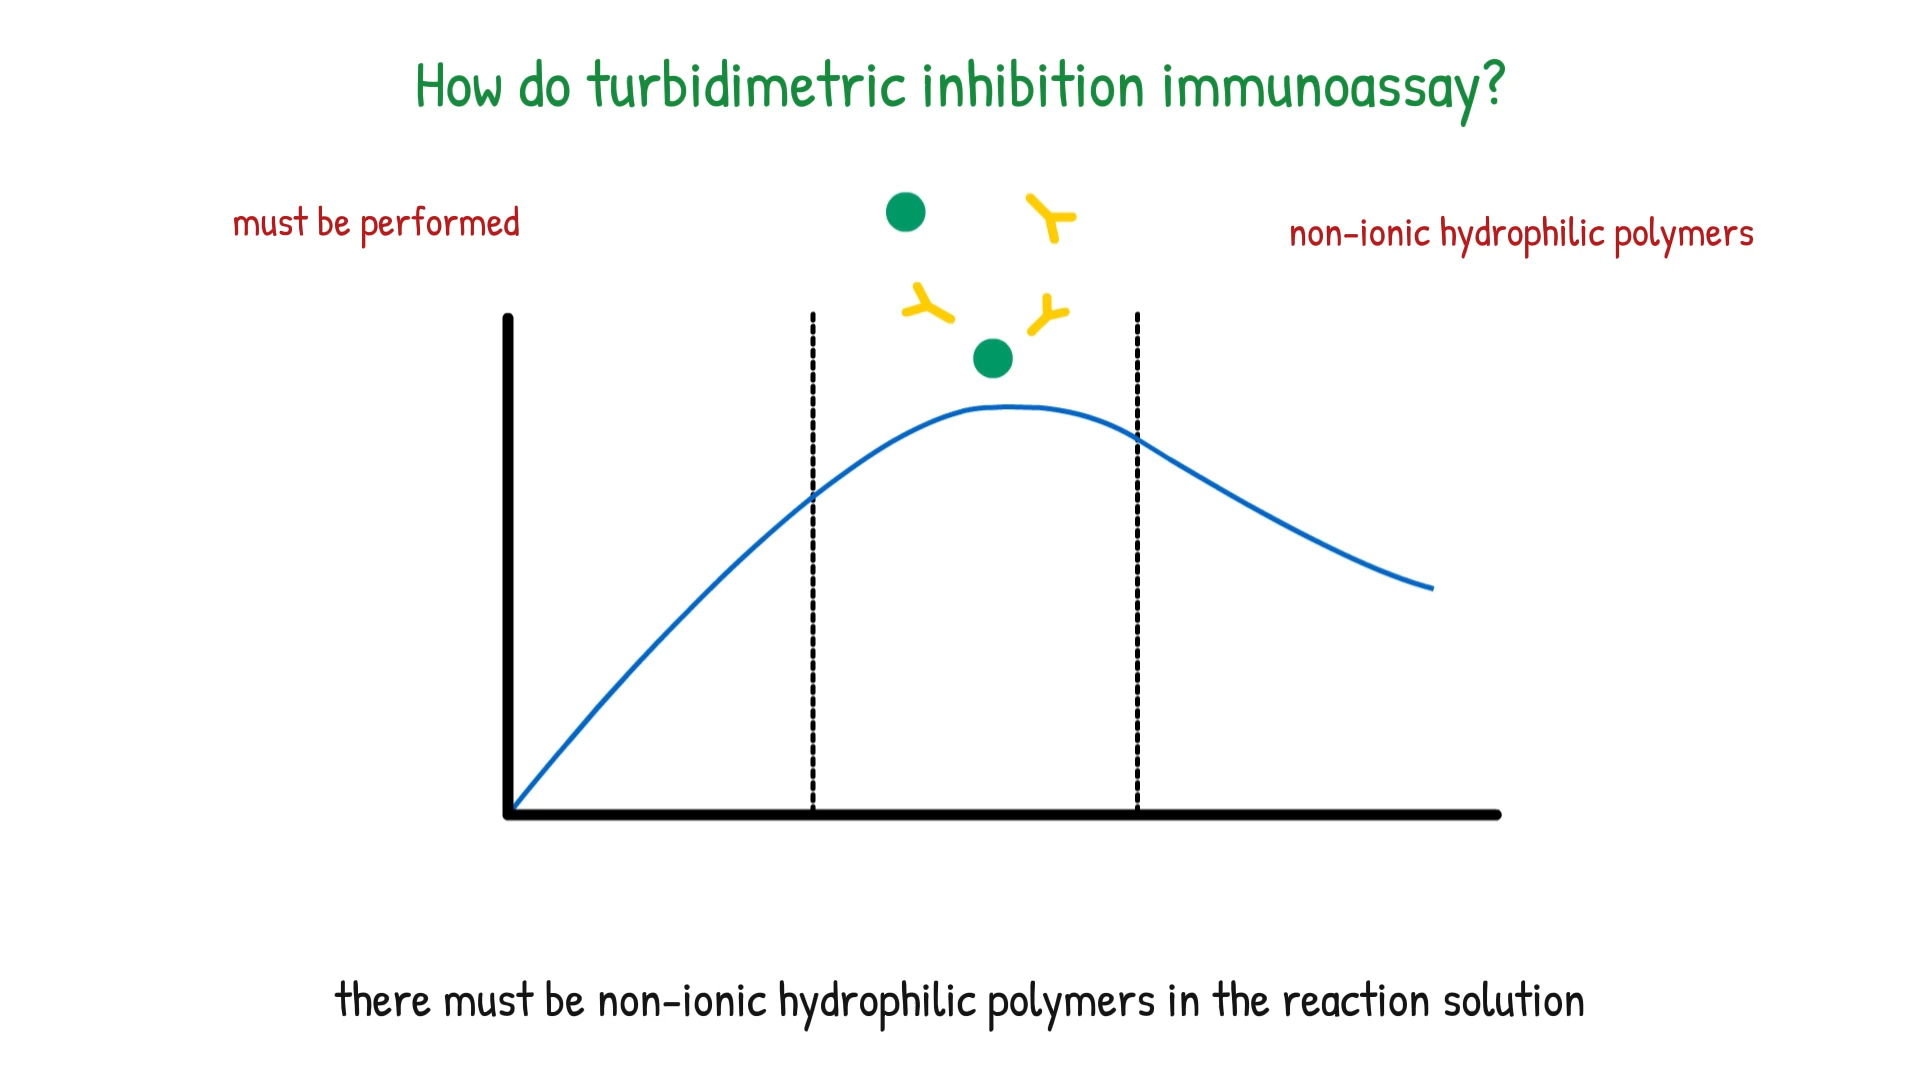 How do turbidimetric inhibition immunoassay?
must be performed
non-ionic hydrophilic polymers
there must be non-ionic hydrophilic polymers in the reaction solution